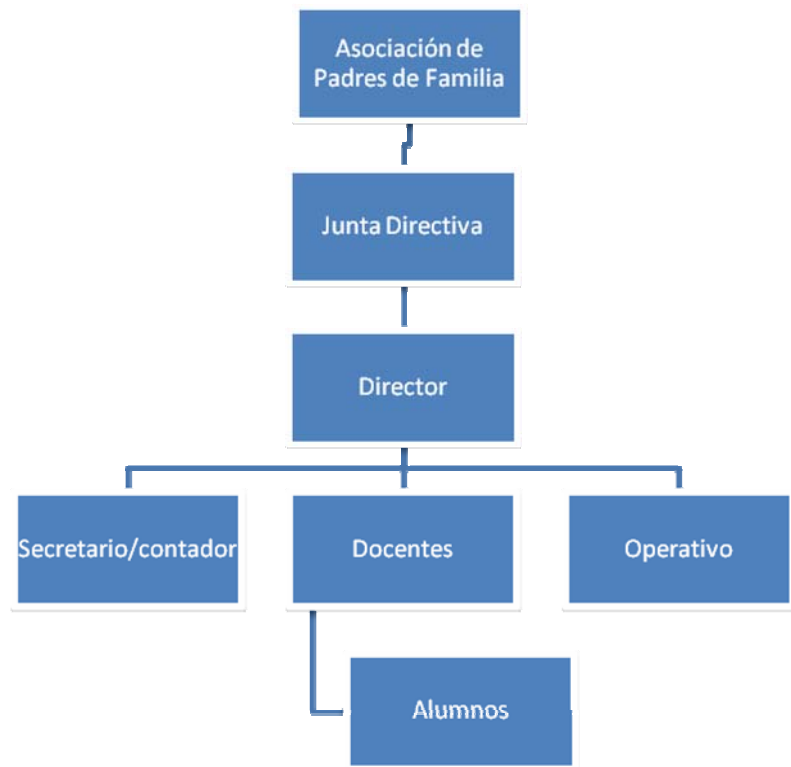 Asociación de
Padres de Familia
Junta Directiva
Director
Secretario/contador
Docentes
Operativo
Alumnos